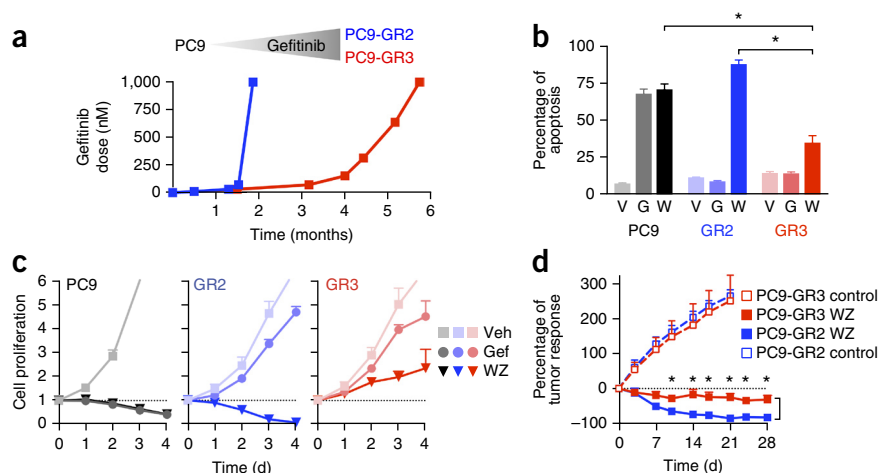 a
PC9
Gefitinib
PC9-GR2
PC9-GR3
Gefitinib
dose (nM)
1,000
750
500
250
0
1 2 3 4 5 6
Time (months)
b
Percentage of
apoptosis
100
75
50
25
0
*
*
V G W V G W V G W
PC9 GR2 GR3
c
Cell proliferation
6
5
4
3
2
1
0
PC9
GR2
GR3
0 1 2 3 4
0 1 2 3 4
0 1 2 3 4
Veh
Gef
WZ
Time (d)
d
Percentage of
tumor response
300
200
100
0
−100
PC9-GR3 control
PC9-GR3 WZ
PC9-GR2 WZ
PC9-GR2 control
* * * * * *
0 7 14 21 28
Time (d)